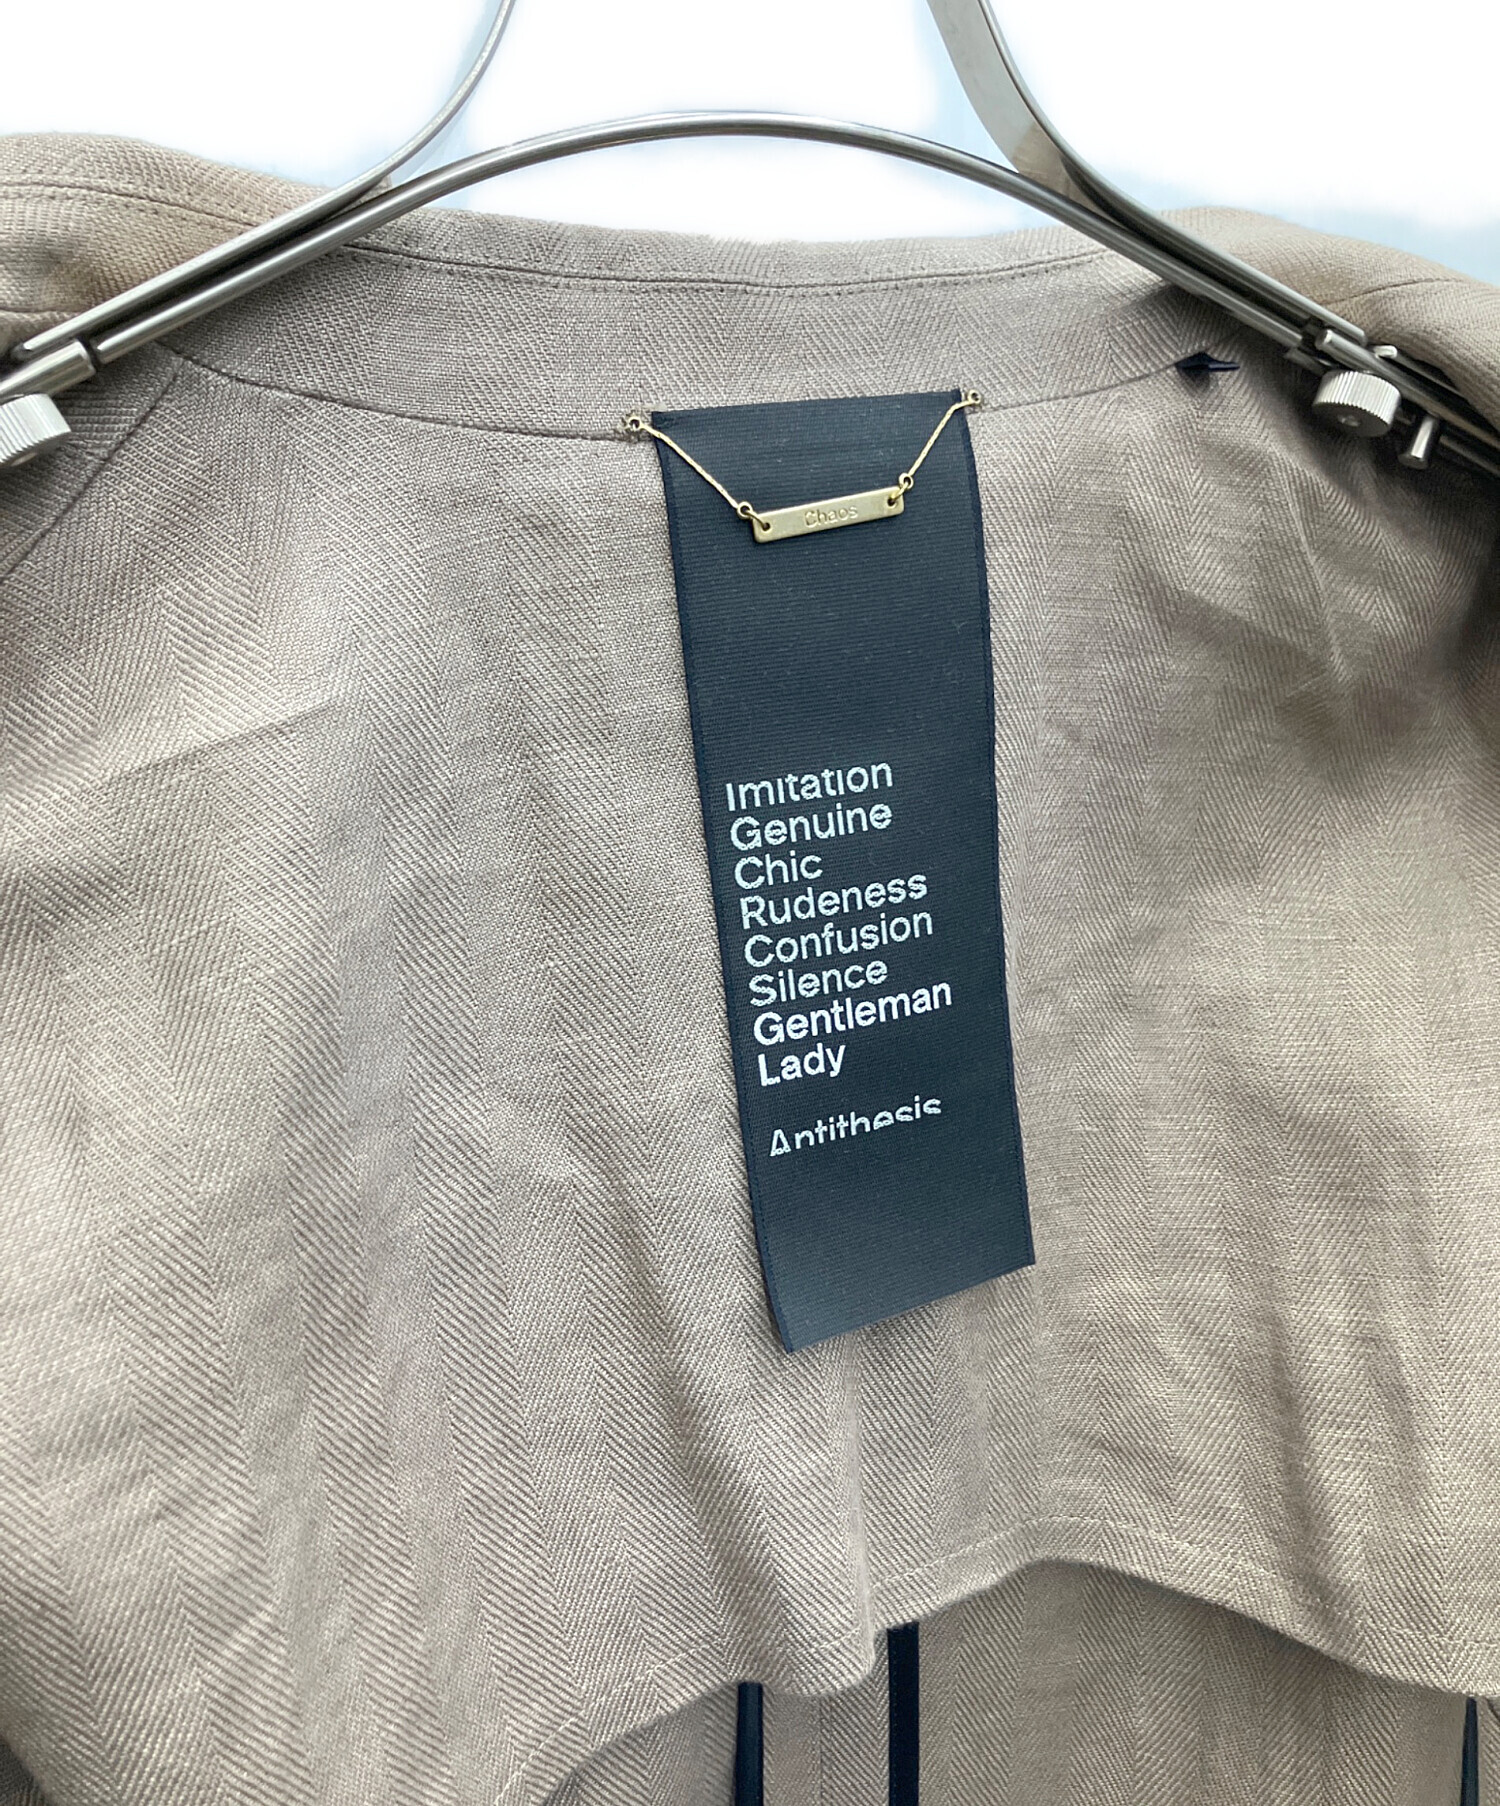 Chaos
Imitation
Genuine
Chic
Rudeness
Confusion
Silence
Gentleman
Lady
Antithesis